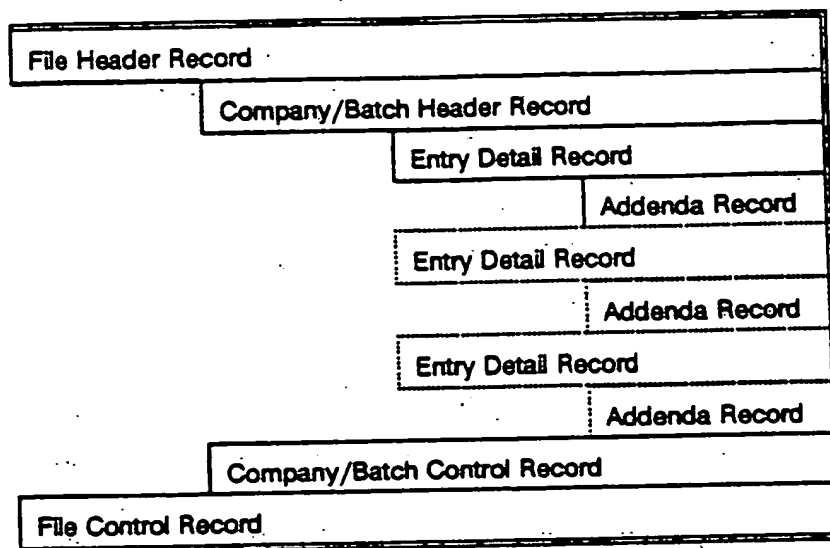 File Header Record
Company/Batch Header Record
Entry Detail Record
Addenda Record
Entry Detail Record
Addenda Record
Entry Detail Record
Addenda Record
Company/Batch Control Record
File Control Record